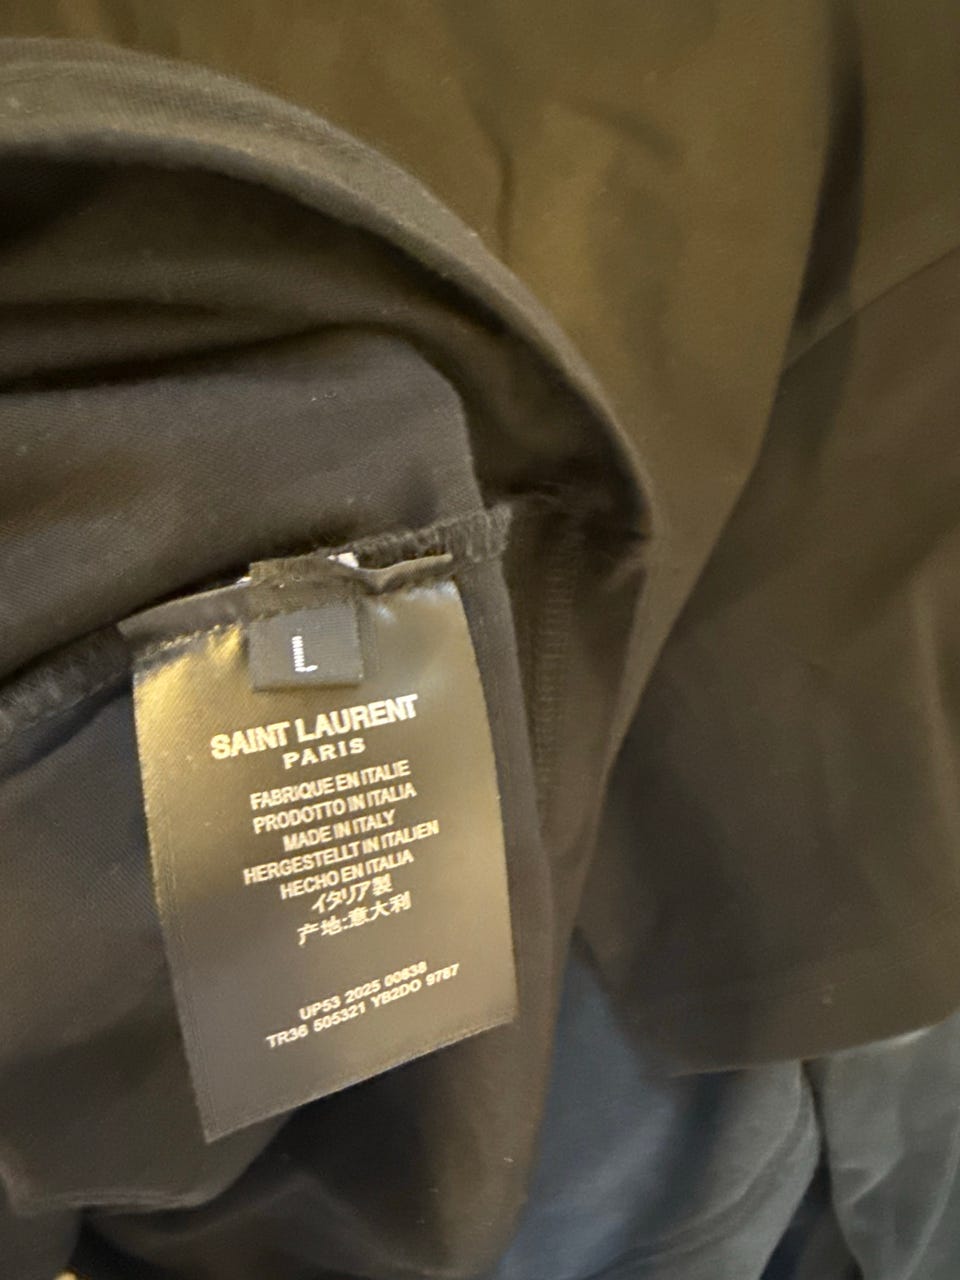 L
SAINT LAURENT
PARIS
FABRIQUE EN ITALIE
PRODOTTO IN ITALIA
MADE IN ITALY
HERGESTELLT IN ITALIEN
HECHO EN ITALIA
イタリア製
产地:意大利
UP53 2025 00638
TR36 505321 YB2DO 9787